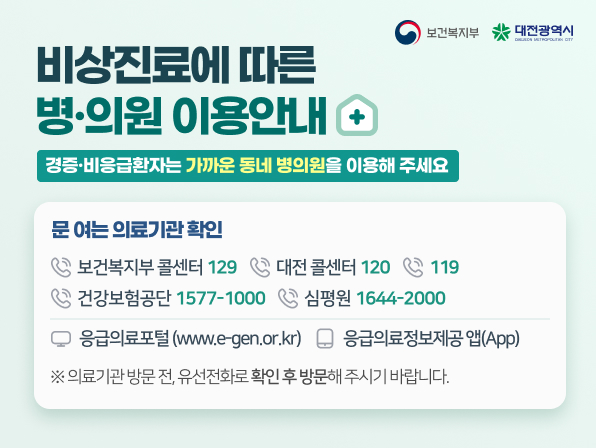 보건복지부 대전광역시
DAEJEON METROPOLITAN CITY
비상진료에 따른
병·의원 이용안내
경증·비응급환자는 가까운 동네 병의원을 이용해 주세요
문 여는 의료기관 확인
보건복지부 콜센터 129 대전 콜센터 120 119
건강보험공단 1577-1000 심평원 1644-2000
응급의료포털 (www.e-gen.or.kr) 응급의료정보제공 앱(App)
※ 의료기관 방문 전, 유선전화로 확인 후 방문해 주시기 바랍니다.